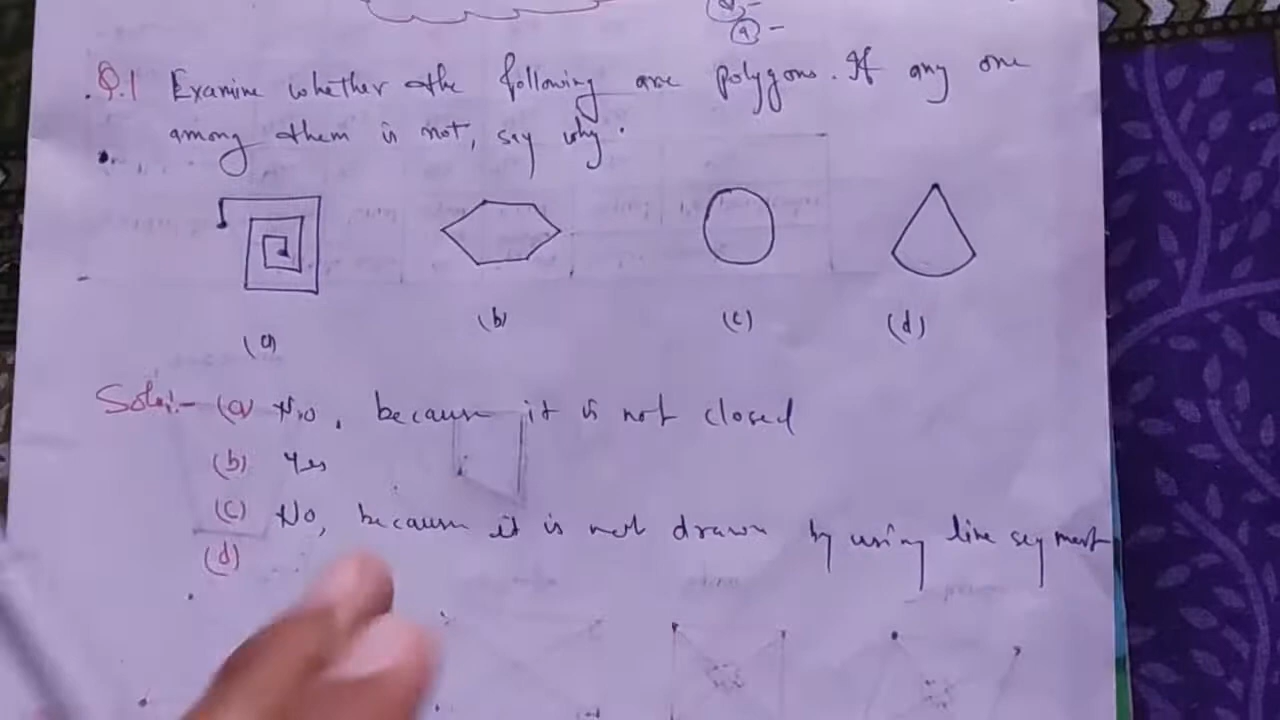 Q.1 Examine whether the following are polygons. If any one
among them is not, say why.
(a) (b) (c) (d)
Soln:- (a) No, because it is not closed
(b) Yes
(c) No, because it is not drawn by using line segment
(d)